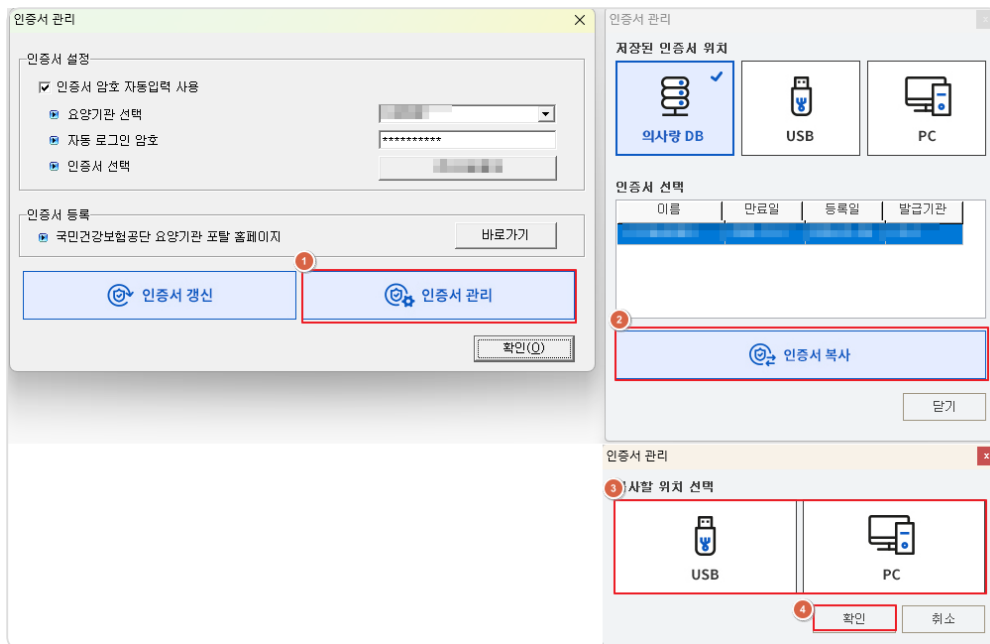 인증서 관리
인증서 설정
인증서 암호 자동입력 사용
요양기관 선택
자동 로그인 암호
**********
인증서 선택
인증서 등록
국민건강보험공단 요양기관 포탈 홈페이지
바로가기
1
인증서 갱신
인증서 관리
확인(O)
인증서 관리
저장된 인증서 위치
의사랑 DB
USB
PC
인증서 선택
이름 만료일 등록일 발급기관
2
인증서 복사
닫기
인증서 관리
3
사할 위치 선택
USB
PC
4
확인
취소